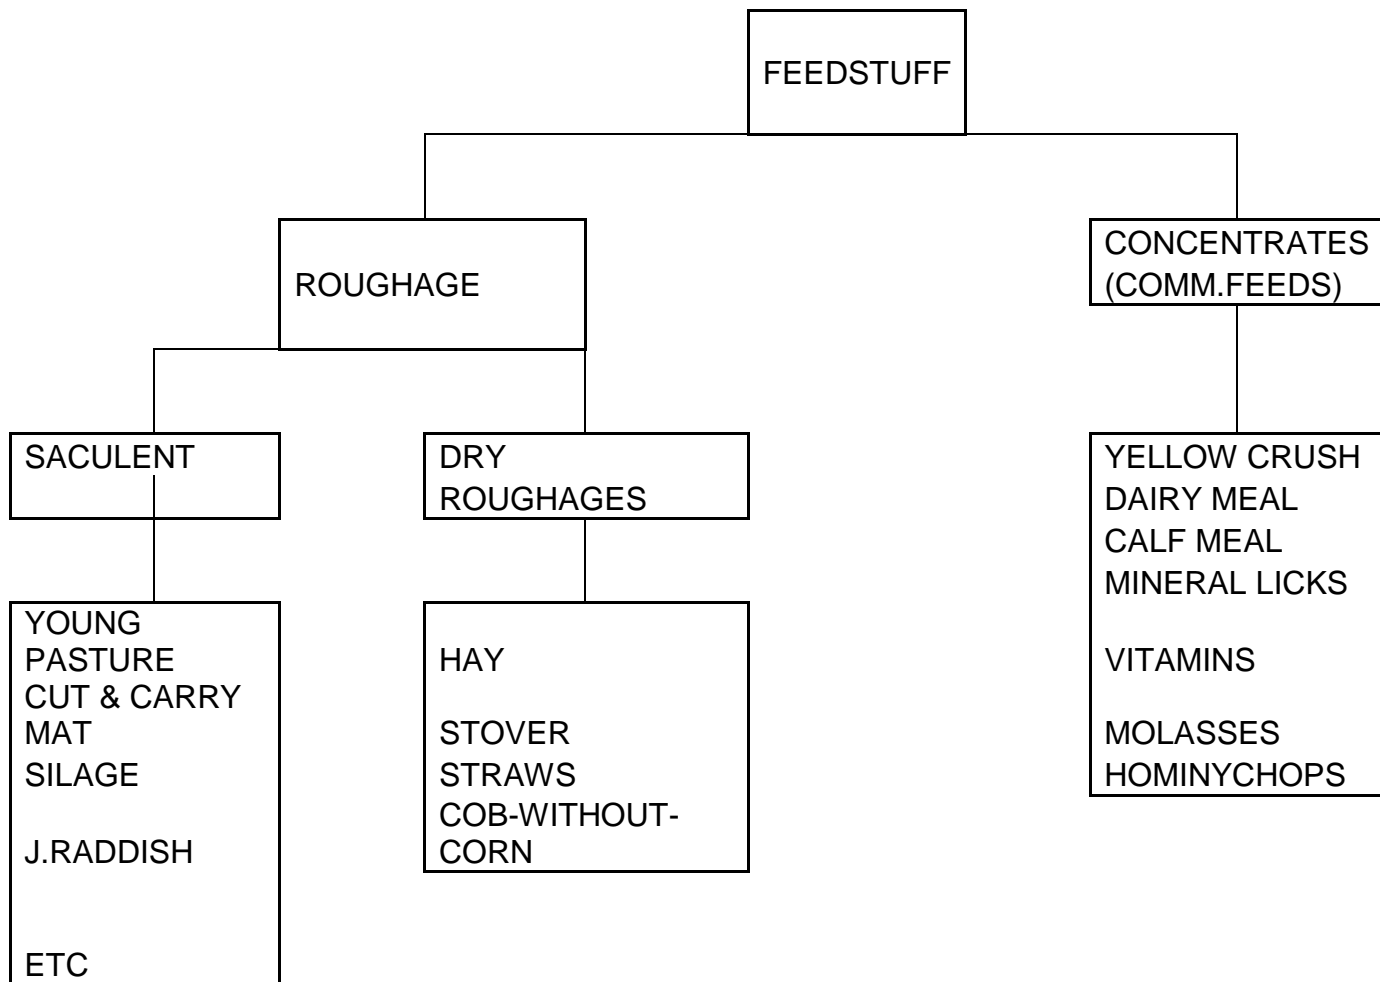 FEEDSTUFF
ROUGHAGE
CONCENTRATES
(COMM.FEEDS)
SACULENT
DRY
ROUGHAGES
YOUNG
PASTURE
CUT & CARRY
MAT
SILAGE
J.RADDISH
ETC
HAY
STOVER
STRAWS
COB-WITHOUT-
CORN
YELLOW CRUSH
DAIRY MEAL
CALF MEAL
MINERAL LICKS
VITAMINS
MOLASSES
HOMINYCHOPS